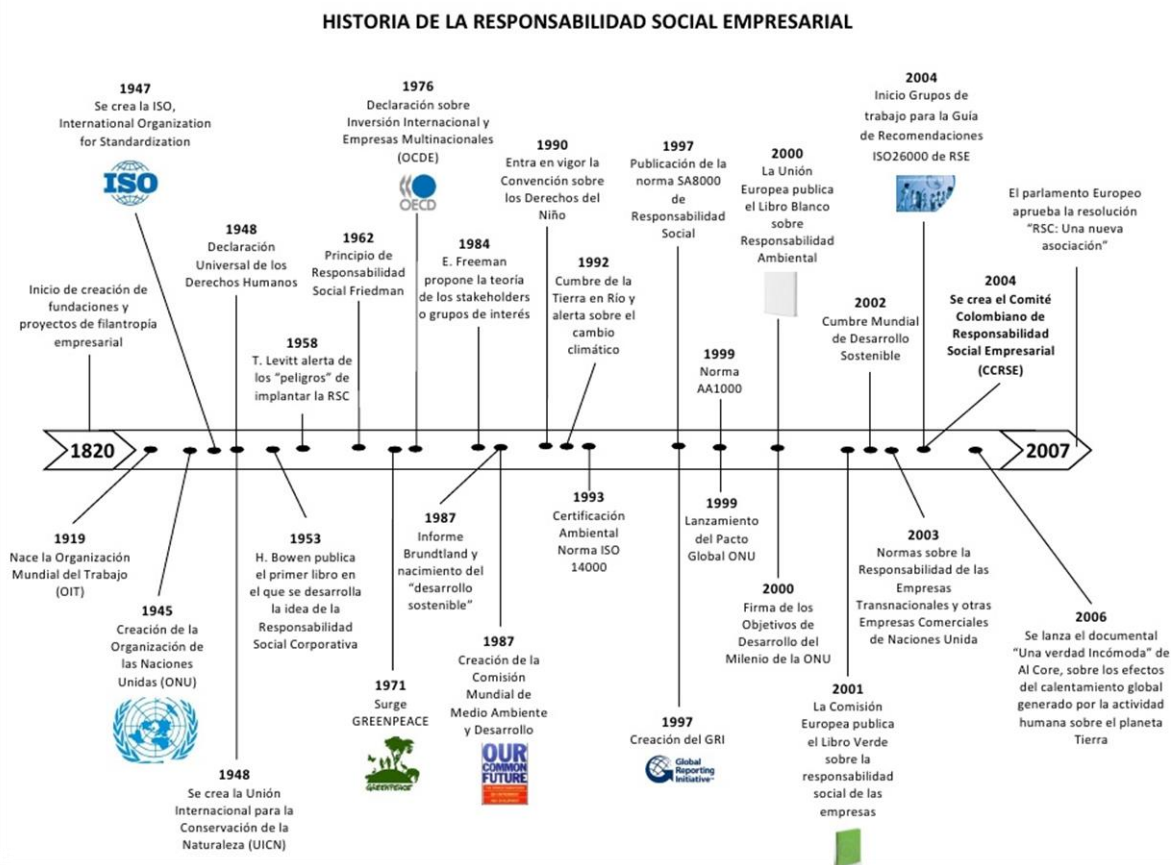 HISTORIA DE LA RESPONSABILIDAD SOCIAL EMPRESARIAL
1947
Se crea la ISO,
International Organization
for Standardization
ISO
1976
Declaración sobre
Inversión Internacional y
Empresas Multinacionales
(OCDE)
OECD
2004
Inicio Grupos de
trabajo para la Guía
de Recomendaciones
ISO26000 de RSE
1990
Entra en vigor la
Convención sobre
los Derechos del
Niño
1997
Publicación de la
norma SA8000
de
Responsabilidad
Social
2000
La Unión
Europea publica
el Libro Blanco
sobre
Responsabilidad
Ambiental
El parlamento Europeo
aprueba la resolución
"RSC: Una nueva
asociación"
1948
Declaración
Universal de los
Derechos Humanos
1962
Principio de
Responsabilidad
Social Friedman
1984
E. Freeman
propone la teoría
de los stakeholders
o grupos de interés
1992
Cumbre de la
Tierra en Río y
alerta sobre el
cambio
climático
Inicio de creación de
fundaciones y
proyectos de filantropía
empresarial
2002
Cumbre Mundial
de Desarrollo
Sostenible
2004
Se crea el Comité
Colombiano de
Responsabilidad
Social Empresarial
(CCRSE)
1958
T. Levitt alerta de
los "peligros" de
implantar la RSC
1999
Norma
AA1000
1820
2007
1919
Nace la Organización
Mundial del Trabajo
(OIT)
1945
Creación de la
Organización de
las Naciones
Unidas (ONU)
1948
Se crea la Unión
Internacional para la
Conservación de la
Naturaleza (UICN)
1953
H. Bowen publica
el primer libro en
el que se desarrolla
la idea de la
Responsabilidad
Social Corporativa
1971
Surge
GREENPEACE
GREENPEACE
1987
Informe
Brundtland y
nacimiento del
"desarrollo
sostenible"
1987
Creación de la
Comisión
Mundial de
Medio Ambiente
y Desarrollo
OUR
COMMON
FUTURE
1993
Certificación
Ambiental
Norma ISO
14000
1997
Creación del GRI
Global
Reporting
Initiative™
1999
Lanzamiento
del Pacto
Global ONU
2000
Firma de los
Objetivos de
Desarrollo del
Milenio de la ONU
2001
La Comisión
Europea publica
el Libro Verde
sobre la
responsabilidad
social de las
empresas
2003
Normas sobre la
Responsabilidad de las
Empresas
Transnacionales y otras
Empresas Comerciales
de Naciones Unida
2006
Se lanza el documental
"Una verdad Incómoda" de
Al Core, sobre los efectos
del calentamiento global
generado por la actividad
humana sobre el planeta
Tierra